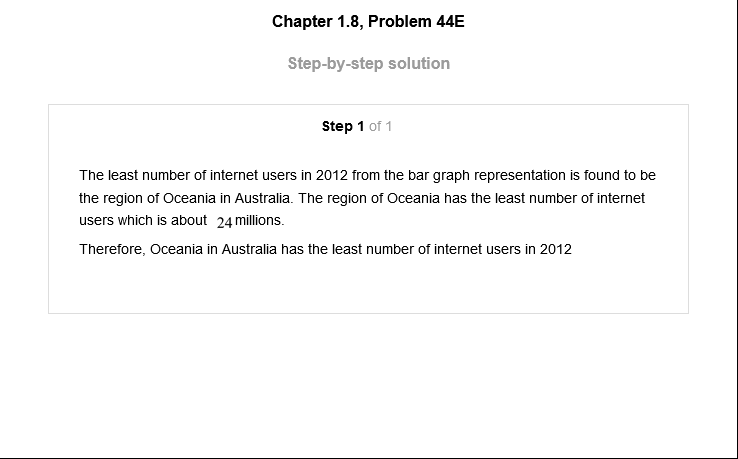 Chapter 1.8, Problem 44E
Step-by-step solution
Step 1 of 1
The least number of internet users in 2012 from the bar graph representation is found to be
the region of Oceania in Australia. The region of Oceania has the least number of internet
users which is about 24 millions.
Therefore, Oceania in Australia has the least number of internet users in 2012